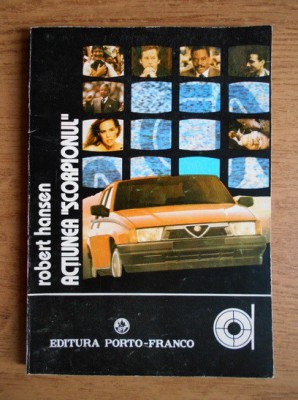 robert hansen
ACȚIUNEA "SCORPIONUL"
EDITURA PORTO-FRANCO